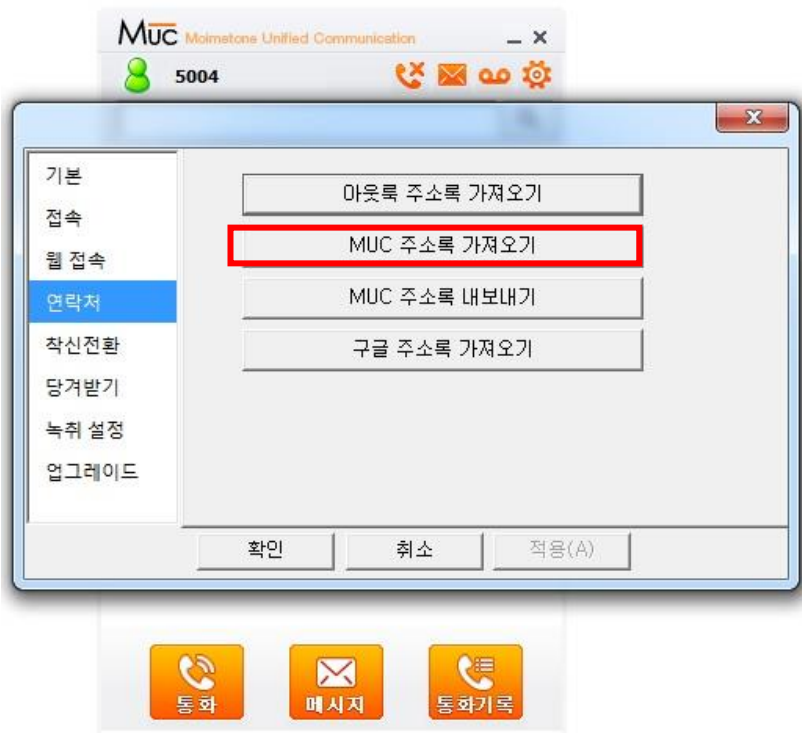 MUC Moimstone Unified Communication
5004
기본
접속
웹 접속
연락처
착신전환
당겨받기
녹취 설정
업그레이드
아웃룩 주소록 가져오기
MUC 주소록 가져오기
MUC 주소록 내보내기
구글 주소록 가져오기
확인
취소
적용(A)
통화
메시지
통화기록